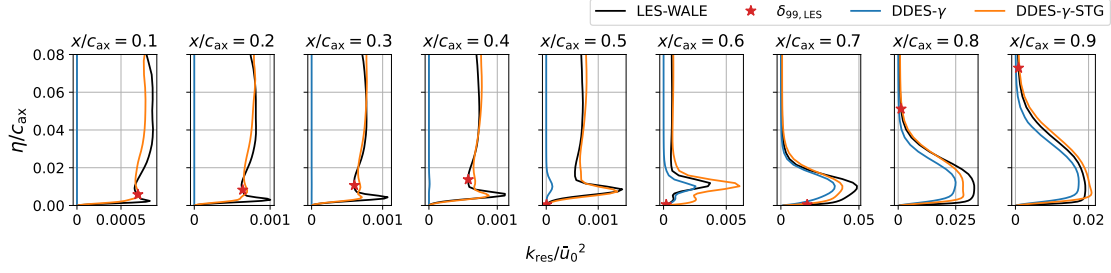 LES-WALE δ99,LES DDES-γ DDES-γ-STG
x/cax = 0.1 x/cax = 0.2 x/cax = 0.3 x/cax = 0.4 x/cax = 0.5 x/cax = 0.6 x/cax = 0.7 x/cax = 0.8 x/cax = 0.9
0.08
0.06
0.04
0.02
0.00
η/cax
0 0.0005 0 0.001 0 0.001 0 0.001 0 0.001 0 0.005 0 0.05 0 0.025 0 0.02
kres/ū0²